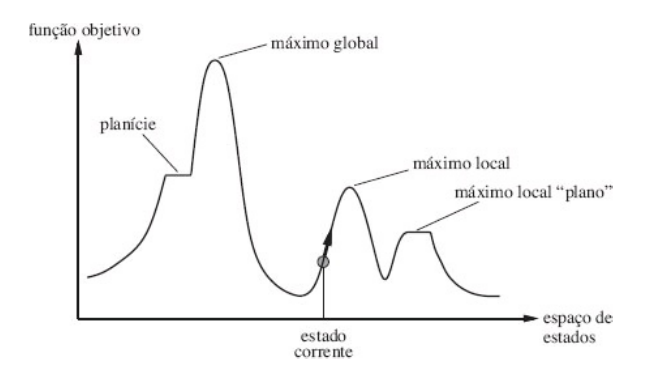 função objetivo
máximo global
planície
máximo local
máximo local “plano”
espaço de
estados
estado
corrente